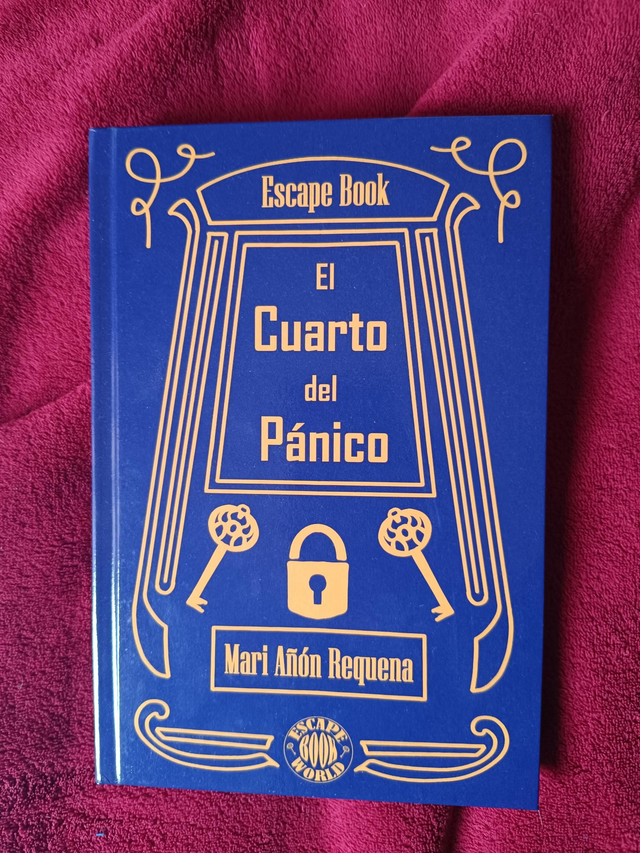 Escape Book
El
Cuarto
del
Pánico
Mari Añón Requena
ESCAPE
BOOK
WORLD